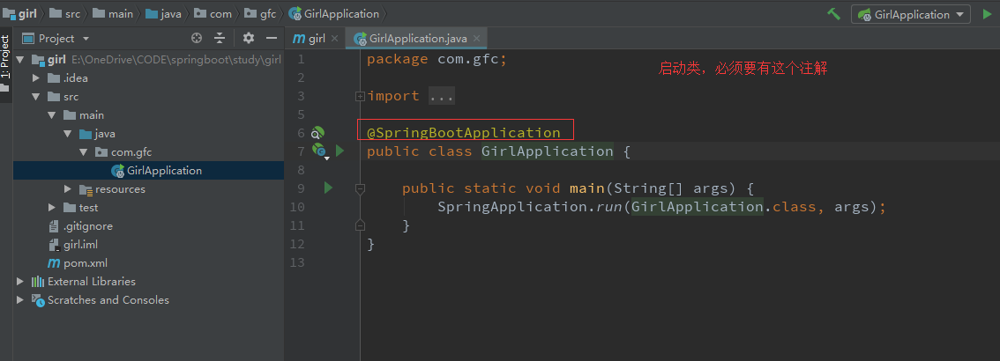 girl src main java com gfc GirlApplication GirlApplication
1: Project
Project
girl GirlApplication.java
girl E:\OneDrive\CODE\springboot\study\girl
.idea
src
main
java
com.gfc
GirlApplication
resources
test
.gitignore
girl.iml
pom.xml
External Libraries
Scratches and Consoles
1 package com.gfc;
启动类，必须要有这个注解
2
3 import ...
5
6 @SpringBootApplication
7 public class GirlApplication {
8
9 public static void main(String[] args) {
10 SpringApplication.run(GirlApplication.class, args);
11 }
12 }
13